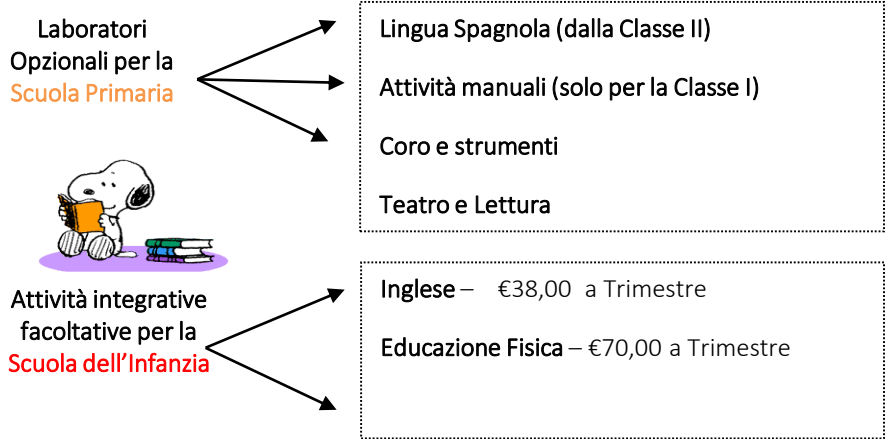 Laboratori
Opzionali per la
Scuola Primaria
Lingua Spagnola (dalla Classe II)
Attività manuali (solo per la Classe I)
Coro e strumenti
Teatro e Lettura
Attività integrative
facoltative per la
Scuola dell’Infanzia
Inglese – €38,00 a Trimestre
Educazione Fisica – €70,00 a Trimestre